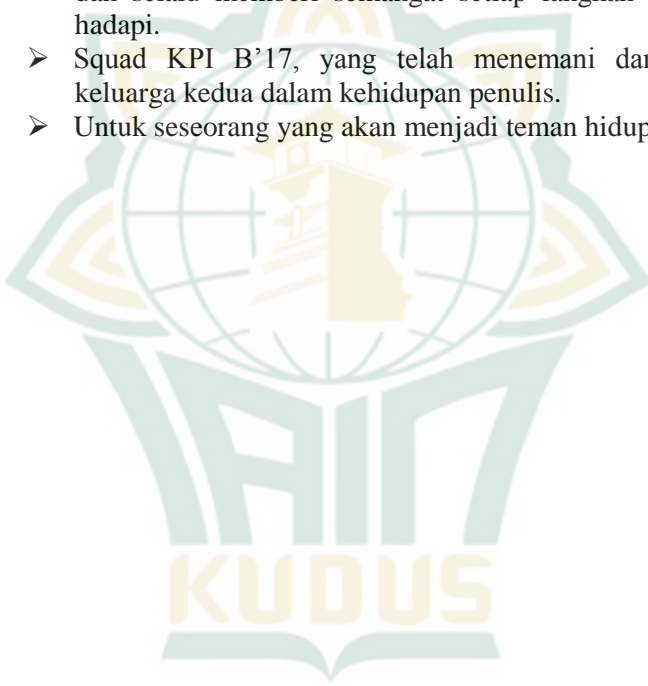 hadapi.
➤ Squad KPI B’17, yang telah menemani
keluarga kedua dalam kehidupan penulis.
➤ Untuk seseorang yang akan menjadi teman hidup
IAIN
KUDUS